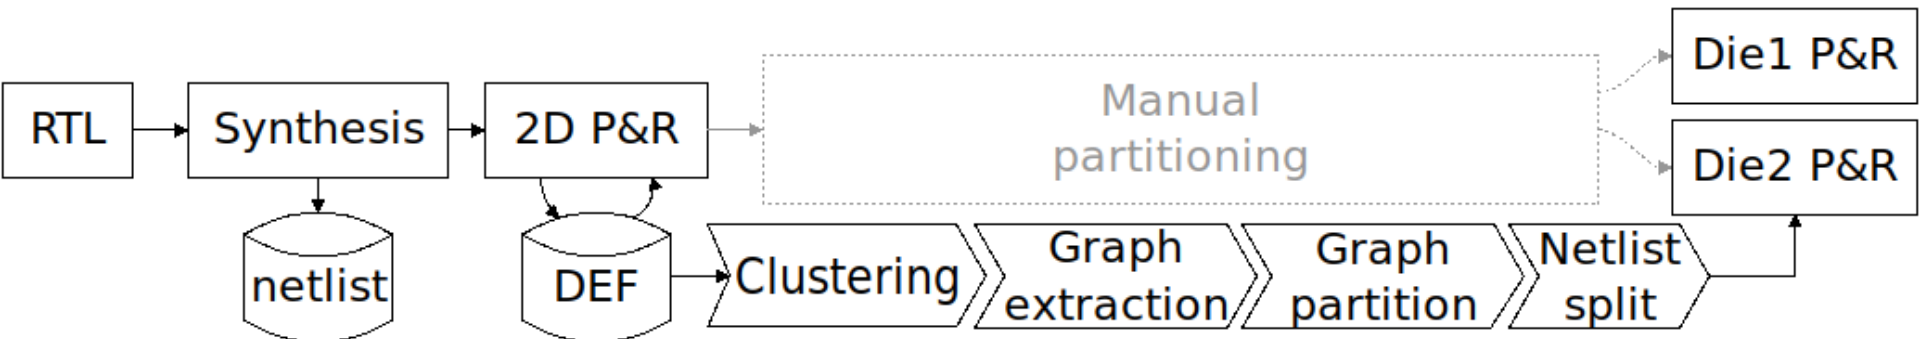 RTL
Synthesis
2D P&R
Manual
partitioning
Die1 P&R
Die2 P&R
netlist
DEF
Clustering
Graph
extraction
Graph
partition
Netlist
split